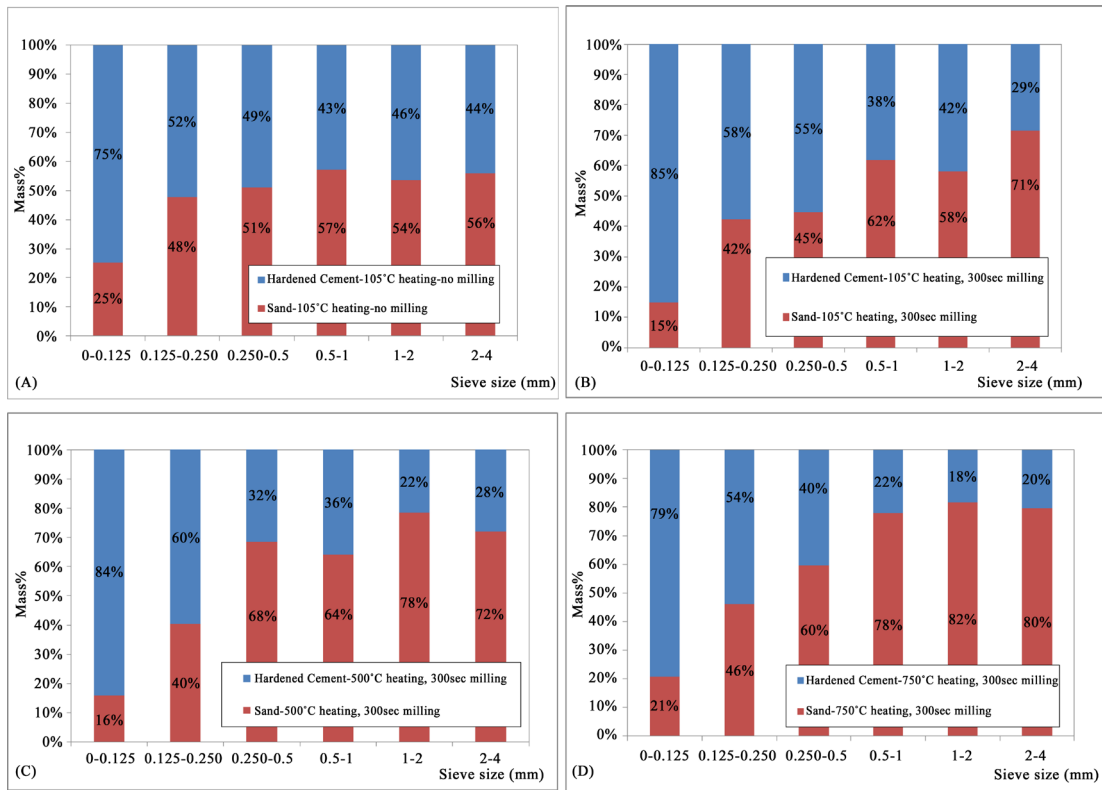 100%
90%
80%
70%
60%
50%
40%
30%
20%
10%
0%
Mass%
75% 52% 49% 43% 46% 44%
25% 48% 51% 57% 54% 56%
Hardened Cement-105˚C heating-no milling
Sand-105˚C heating-no milling
0-0.125 0.125-0.250 0.250-0.5 0.5-1 1-2 2-4
(A) Sieve size (mm)
100%
90%
80%
70%
60%
50%
40%
30%
20%
10%
0%
Mass%
85% 58% 55% 38% 42% 29%
15% 42% 45% 62% 58% 71%
Hardened Cement-105˚C heating, 300sec milling
Sand-105˚C heating, 300sec milling
0-0.125 0.125-0.250 0.250-0.5 0.5-1 1-2 2-4
(B) Sieve size (mm)
100%
90%
80%
70%
60%
50%
40%
30%
20%
10%
0%
Mass%
84% 60% 32% 36% 22% 28%
16% 40% 68% 64% 78% 72%
Hardened Cement-500˚C heating, 300sec milling
Sand-500˚C heating, 300sec milling
0-0.125 0.125-0.250 0.250-0.5 0.5-1 1-2 2-4
(C) Sieve size (mm)
100%
90%
80%
70%
60%
50%
40%
30%
20%
10%
0%
Mass%
79% 54% 40% 22% 18% 20%
21% 46% 60% 78% 82% 80%
Hardened Cement-750˚C heating, 300sec milling
Sand-750˚C heating, 300sec milling
0-0.125 0.125-0.250 0.250-0.5 0.5-1 1-2 2-4
(D) Sieve size (mm)